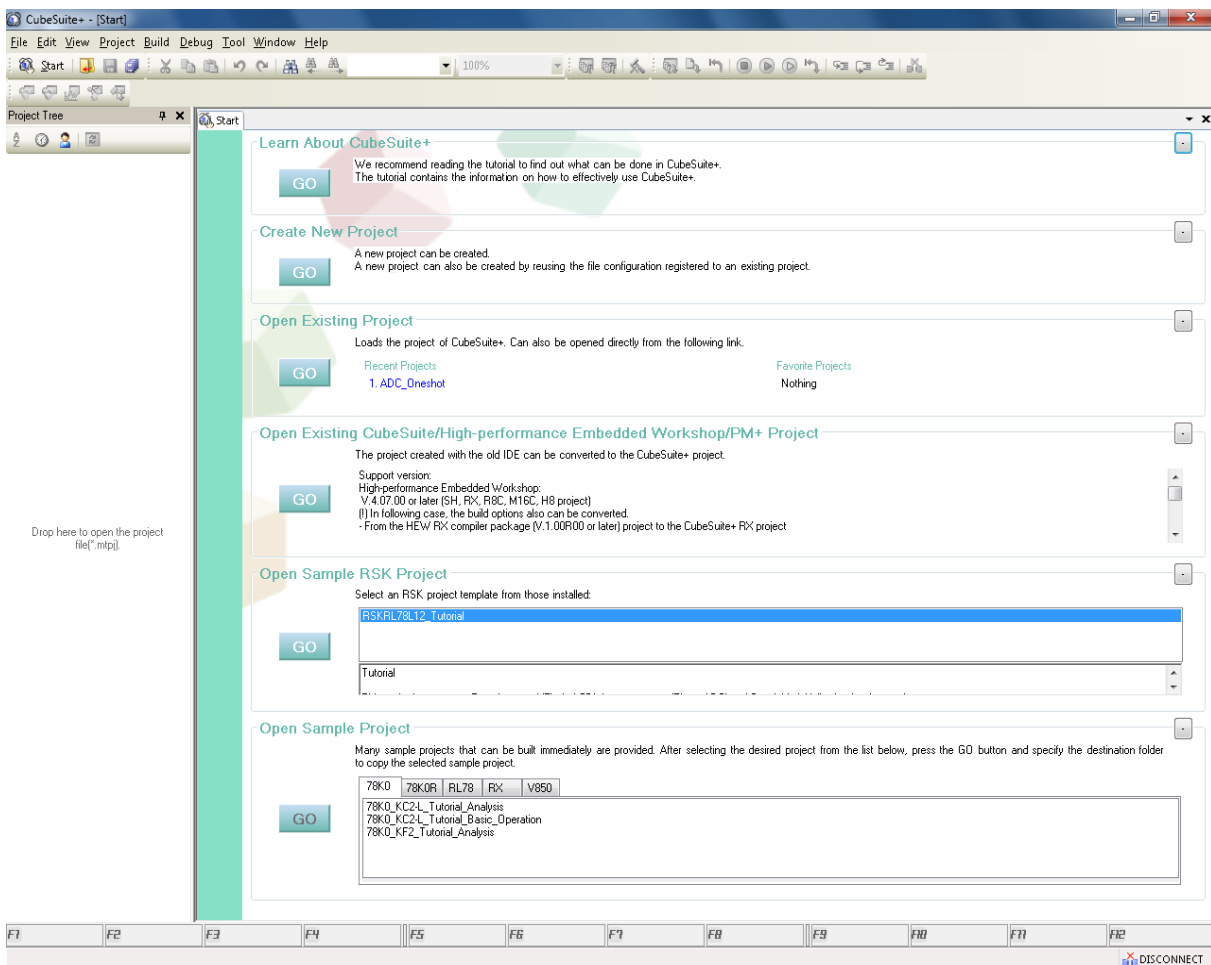 CubeSuite+ - [Start]
File Edit View Project Build Debug Tool Window Help
Start 100%
Project Tree
Start
Learn About CubeSuite+
We recommend reading the tutorial to find out what can be done in CubeSuite+.
The tutorial contains the information on how to effectively use CubeSuite+.
GO
Create New Project
A new project can be created.
A new project can also be created by reusing the file configuration registered to an existing project.
GO
Open Existing Project
Loads the project of CubeSuite+. Can also be opened directly from the following link.
GO
Recent Projects Favorite Projects
1. ADC_Oneshot Nothing
Open Existing CubeSuite/High-performance Embedded Workshop/PM+ Project
The project created with the old IDE can be converted to the CubeSuite+ project.
GO
Support version:
High-performance Embedded Workshop:
V.4.07.00 or later (SH, RX, R8C, M16C, H8 project)
(!) In following case, the build options also can be converted.
- From the HEW RX compiler package (V.1.00R00 or later) project to the CubeSuite+ RX project
Drop here to open the project
file(*.mtpj).
Open Sample RSK Project
Select an RSK project template from those installed:
RSKRL78L12_Tutorial
GO
Tutorial
Open Sample Project
Many sample projects that can be built immediately are provided. After selecting the desired project from the list below, press the GO button and specify the destination folder
to copy the selected sample project.
78K0 78K0R RL78 RX V850
GO
78K0_KC2-L_Tutorial_Analysis
78K0_KC2-L_Tutorial_Basic_Operation
78K0_KF2_Tutorial_Analysis
F1 F2 F3 F4 F5 F6 F7 F8 F9 F10 F11 F12
DISCONNECT